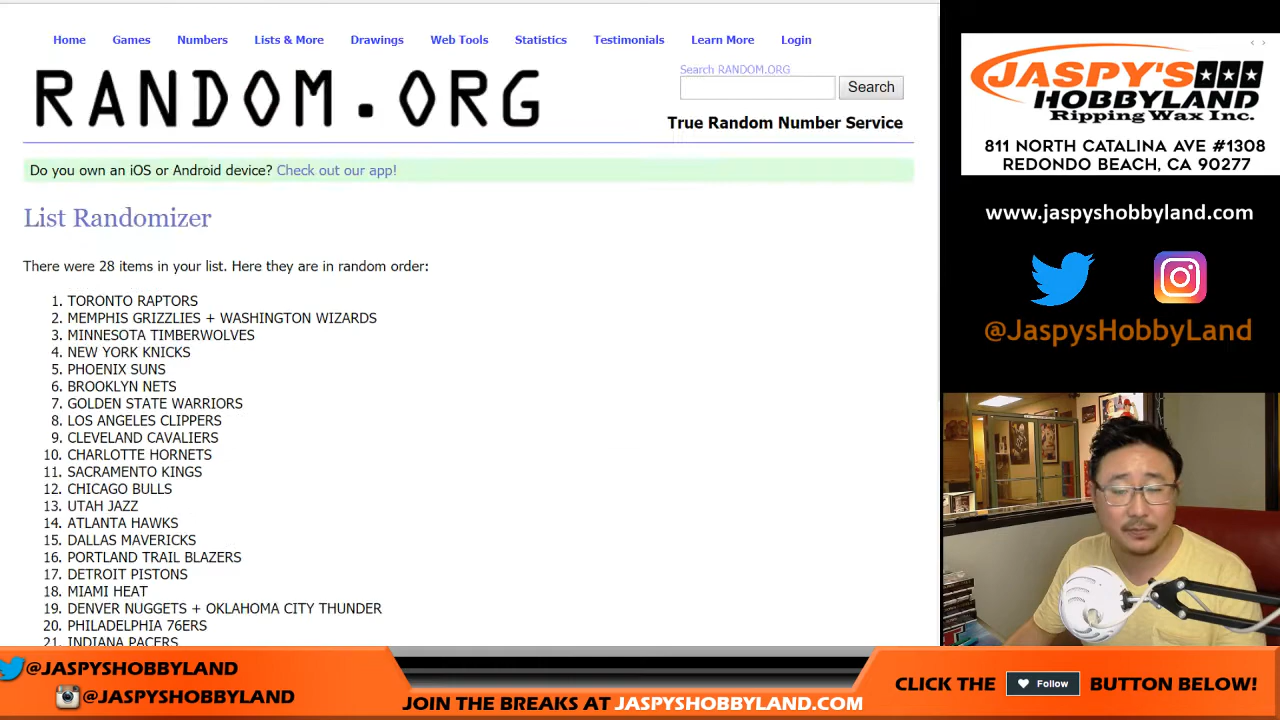 Home Games Numbers Lists & More Drawings Web Tools Statistics Testimonials Learn More Login
RANDOM.ORG
Search RANDOM.ORG
Search
True Random Number Service
Do you own an iOS or Android device? Check out our app!
List Randomizer
There were 28 items in your list. Here they are in random order:
1. TORONTO RAPTORS
2. MEMPHIS GRIZZLIES + WASHINGTON WIZARDS
3. MINNESOTA TIMBERWOLVES
4. NEW YORK KNICKS
5. PHOENIX SUNS
6. BROOKLYN NETS
7. GOLDEN STATE WARRIORS
8. LOS ANGELES CLIPPERS
9. CLEVELAND CAVALIERS
10. CHARLOTTE HORNETS
11. SACRAMENTO KINGS
12. CHICAGO BULLS
13. UTAH JAZZ
14. ATLANTA HAWKS
15. DALLAS MAVERICKS
16. PORTLAND TRAIL BLAZERS
17. DETROIT PISTONS
18. MIAMI HEAT
19. DENVER NUGGETS + OKLAHOMA CITY THUNDER
20. PHILADELPHIA 76ERS
21. INDIANA PACERS
JASPY'S
HOBBYLAND
Ripping Wax Inc.
811 NORTH CATALINA AVE #1308
REDONDO BEACH, CA 90277
www.jaspyshobbyland.com
@JaspysHobbyLand
@JASPYSHOBBYLAND
@JASPYSHOBBYLAND
JOIN THE BREAKS AT JASPYSHOBBYLAND.COM
CLICK THE Follow BUTTON BELOW!